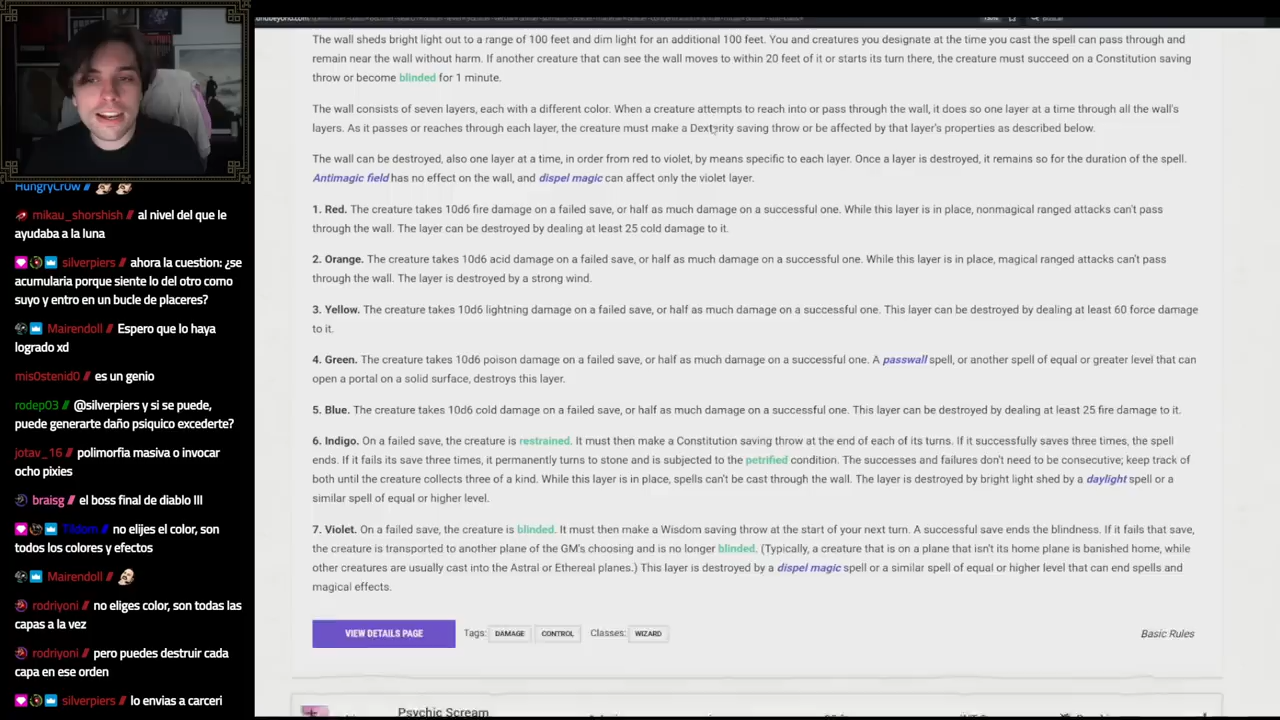 HungryCrow //
mikau_shorshish // al nivel del que le
ayudaba a la luna
silverpiers // ahora la cuestion: ¿se
acumularia porque siente lo del otro como
suyo y entro en un bucle de placeres?
Mairendoll // Espero que lo haya
logrado xd
mis0stenid0 // es un genio
rodep03 // @silverpiers y si se puede,
puede generarte daño psiquico excederte?
jotav_16 // polimorfia masiva o invocar
ocho pixies
braisg // el boss final de diablo III
Tildom // no elijes el color, son
todos los colores y efectos
Mairendoll //
rodriyoni // no eliges color, son todas las
capas a la vez
rodriyoni // pero puedes destruir cada
capa en ese orden
silverpiers // lo envias a carceri
The wall sheds bright light out to a range of 100 feet and dim light for an additional 100 feet. You and creatures you designate at the time you cast the spell can pass through and
remain near the wall without harm. If another creature that can see the wall moves to within 20 feet of it or starts its turn there, the creature must succeed on a Constitution saving
throw or become blinded for 1 minute.
The wall consists of seven layers, each with a different color. When a creature attempts to reach into or pass through the wall, it does so one layer at a time through all the wall's
layers. As it passes or reaches through each layer, the creature must make a Dexterity saving throw or be affected by that layer's properties as described below.
The wall can be destroyed, also one layer at a time, in order from red to violet, by means specific to each layer. Once a layer is destroyed, it remains so for the duration of the spell.
Antimagic field has no effect on the wall, and dispel magic can affect only the violet layer.
1. Red. The creature takes 10d6 fire damage on a failed save, or half as much damage on a successful one. While this layer is in place, nonmagical ranged attacks can't pass
through the wall. The layer can be destroyed by dealing at least 25 cold damage to it.
2. Orange. The creature takes 10d6 acid damage on a failed save, or half as much damage on a successful one. While this layer is in place, magical ranged attacks can't pass
through the wall. The layer is destroyed by a strong wind.
3. Yellow. The creature takes 10d6 lightning damage on a failed save, or half as much damage on a successful one. This layer can be destroyed by dealing at least 60 force damage
to it.
4. Green. The creature takes 10d6 poison damage on a failed save, or half as much damage on a successful one. A passwall spell, or another spell of equal or greater level that can
open a portal on a solid surface, destroys this layer.
5. Blue. The creature takes 10d6 cold damage on a failed save, or half as much damage on a successful one. This layer can be destroyed by dealing at least 25 fire damage to it.
6. Indigo. On a failed save, the creature is restrained. It must then make a Constitution saving throw at the end of each of its turns. If it successfully saves three times, the spell
ends. If it fails its save three times, it permanently turns to stone and is subjected to the petrified condition. The successes and failures don't need to be consecutive; keep track of
both until the creature collects three of a kind. While this layer is in place, spells can't be cast through the wall. The layer is destroyed by bright light shed by a daylight spell or a
similar spell of equal or higher level.
7. Violet. On a failed save, the creature is blinded. It must then make a Wisdom saving throw at the start of your next turn. A successful save ends the blindness. If it fails that save,
the creature is transported to another plane of the GM's choosing and is no longer blinded. (Typically, a creature that is on a plane that isn't its home plane is banished home, while
other creatures are usually cast into the Astral or Ethereal planes.) This layer is destroyed by a dispel magic spell or a similar spell of equal or higher level that can end spells and
magical effects.
VIEW DETAILS PAGE Tags: DAMAGE CONTROL Classes: WIZARD Basic Rules
Psychic Scream